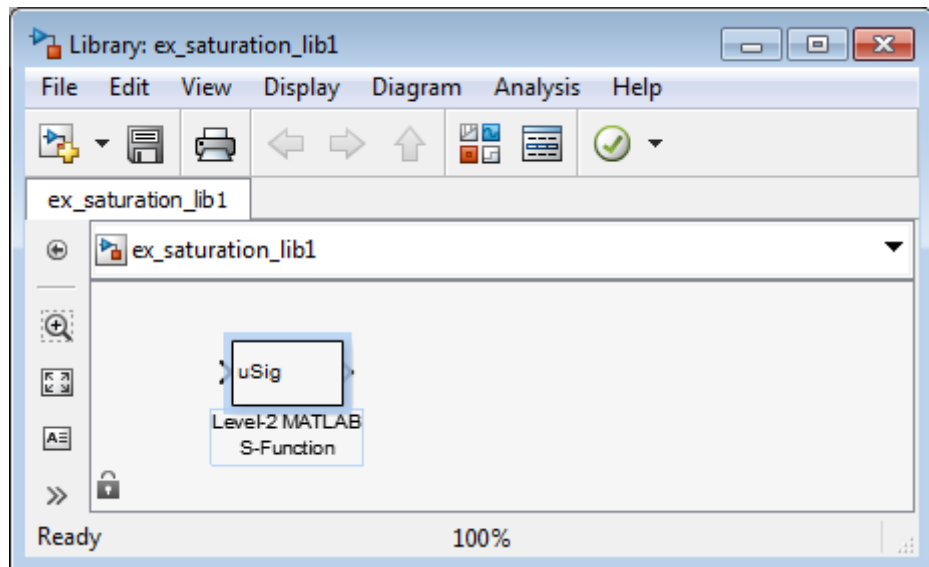 Library: ex_saturation_lib1
File Edit View Display Diagram Analysis Help
ex_saturation_lib1
ex_saturation_lib1
uSig
Level-2 MATLAB
S-Function
Ready 100%